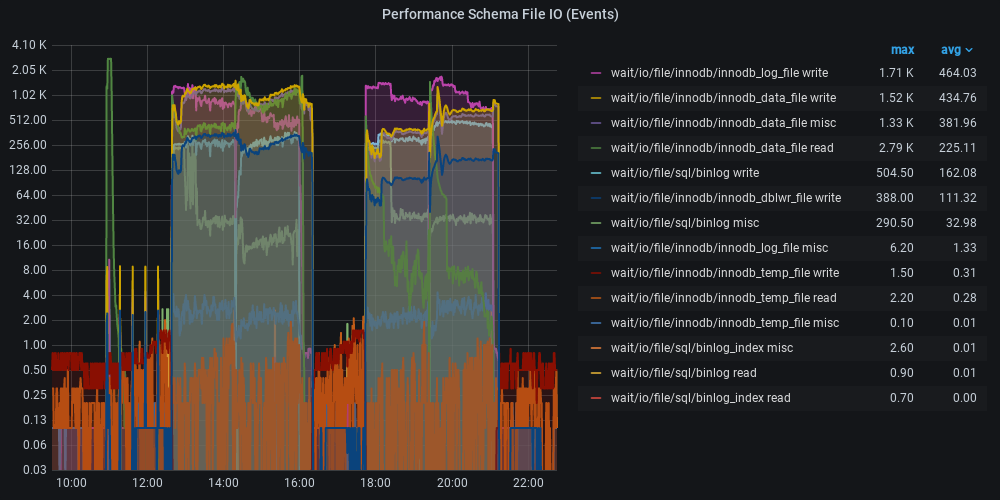 Performance Schema File IO (Events)
4.10 K
2.05 K
1.02 K
512.00
256.00
128.00
64.00
32.00
16.00
8.00
4.00
2.00
1.00
0.50
0.25
0.13
0.06
0.03
10:00 12:00 14:00 16:00 18:00 20:00 22:00
max avg
wait/io/file/innodb/innodb_log_file write 1.71 K 464.03
wait/io/file/innodb/innodb_data_file write 1.52 K 434.76
wait/io/file/innodb/innodb_data_file misc 1.33 K 381.96
wait/io/file/innodb/innodb_data_file read 2.79 K 225.11
wait/io/file/sql/binlog write 504.50 162.08
wait/io/file/innodb/innodb_dblwr_file write 388.00 111.32
wait/io/file/sql/binlog misc 290.50 32.98
wait/io/file/innodb/innodb_log_file misc 6.20 1.33
wait/io/file/innodb/innodb_temp_file write 1.50 0.31
wait/io/file/innodb/innodb_temp_file read 2.20 0.28
wait/io/file/innodb/innodb_temp_file misc 0.10 0.01
wait/io/file/sql/binlog_index misc 2.60 0.01
wait/io/file/sql/binlog read 0.90 0.01
wait/io/file/sql/binlog_index read 0.70 0.00